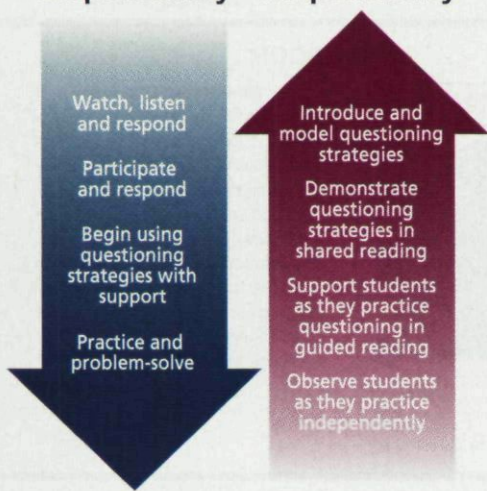 Watch, listen
and respond
Participate
and respond
Begin using
questioning
strategies with
support
Practice and
problem-solve
Introduce and
model questioning
strategies
Demonstrate
questioning
strategies in
shared reading
Support students
as they practice
questioning in
guided reading
Observe students
as they practice
independently